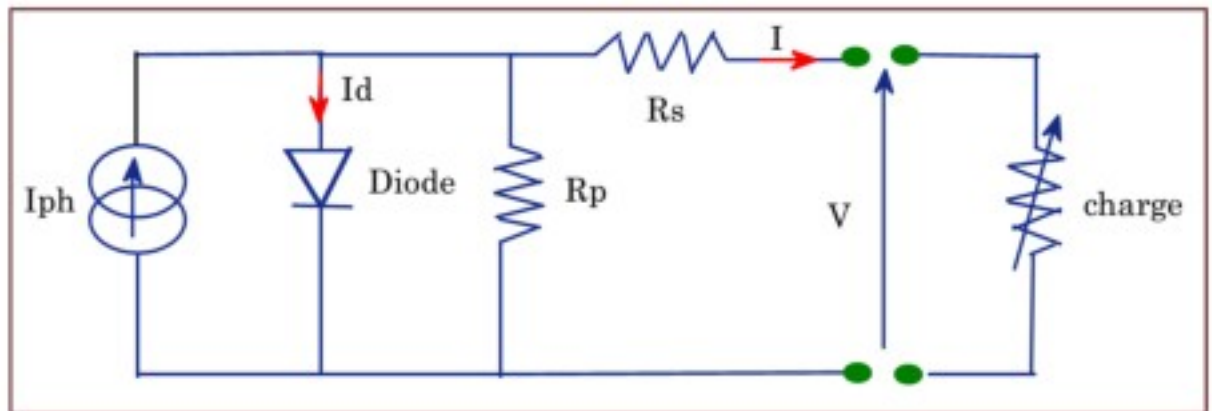 I
Id
Rs
Iph
Diode
Rp
V
charge